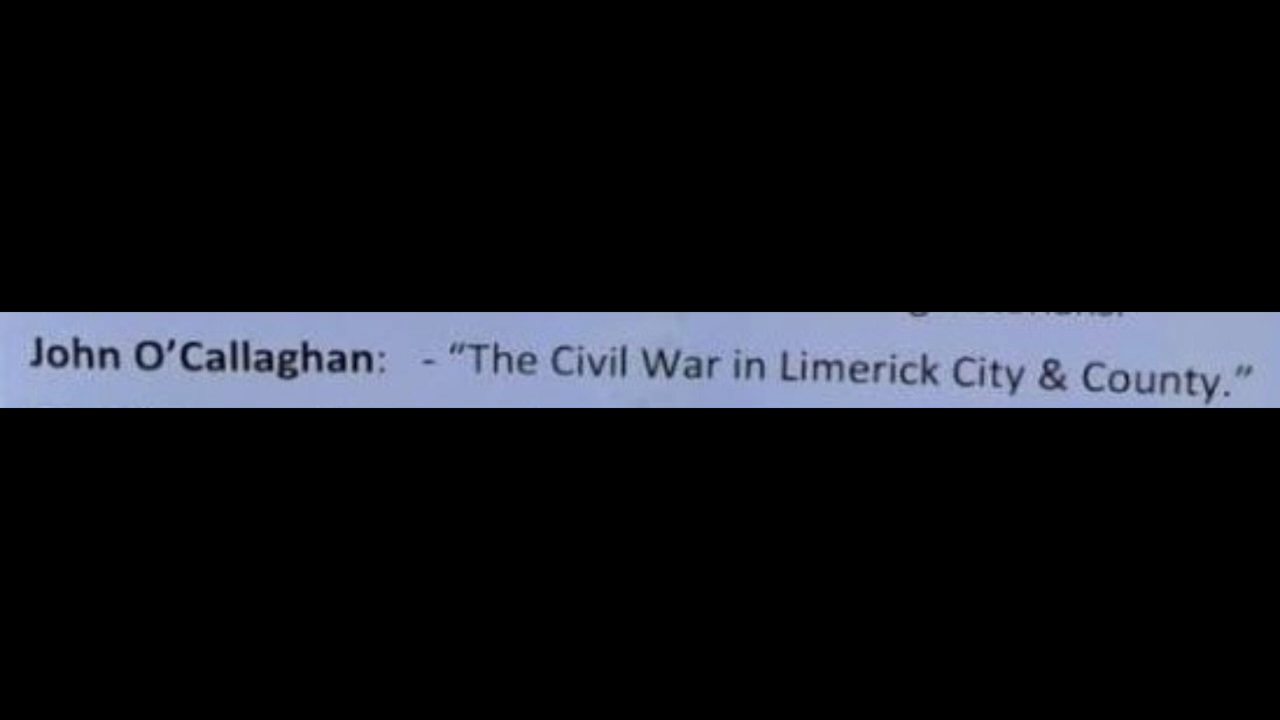 John O’Callaghan: - “The Civil War in Limerick City & County.”